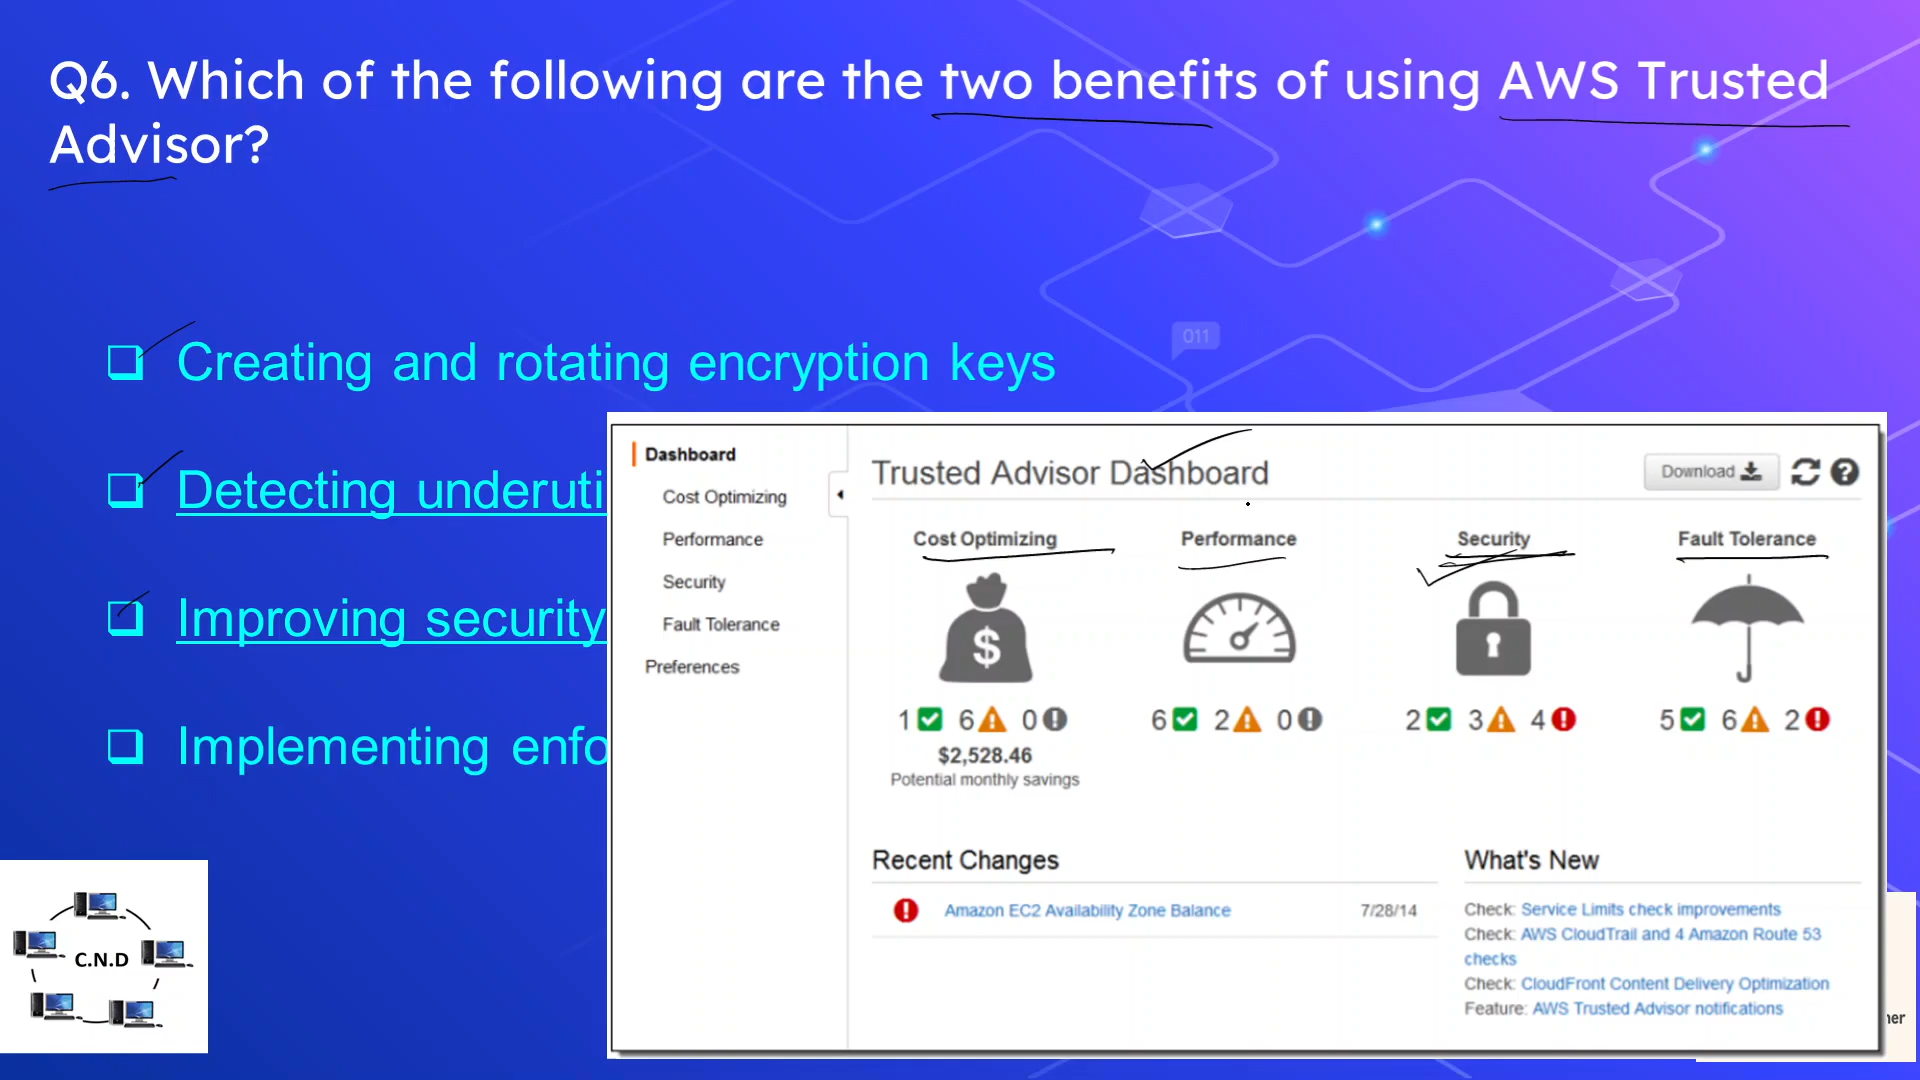 Q6. Which of the following are the two benefits of using AWS Trusted
Advisor?
011
Creating and rotating encryption keys
Detecting
Improving security
Implementing
Dashboard
Cost Optimizing
Performance
Security
Fault Tolerance
Preferences
Trusted Advisor Dashboard
Download
Cost Optimizing
Performance
Security
Fault Tolerance
$
1 6 0
6 2 0
2 3 4
5 6 2
$2,528.46
Potential monthly savings
Recent Changes
Amazon EC2 Availability Zone Balance 7/28/14
What's New
Check: Service Limits check improvements
Check: AWS CloudTrail and 4 Amazon Route 53
checks
Check: CloudFront Content Delivery Optimization
Feature: AWS Trusted Advisor notifications
C.N.D